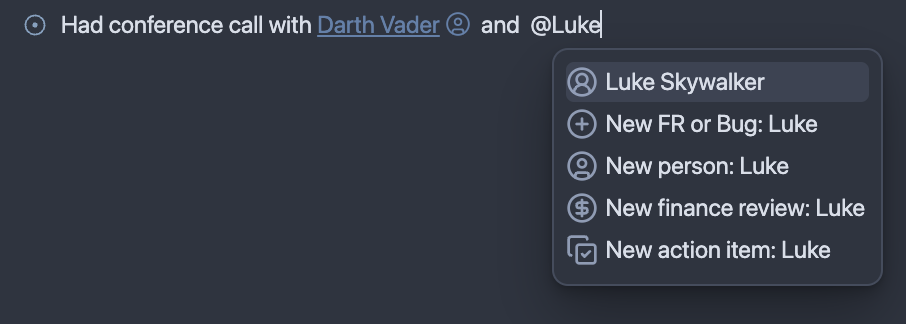 Had conference call with Darth Vader and @Luke
Luke Skywalker
New FR or Bug: Luke
New person: Luke
New finance review: Luke
New action item: Luke